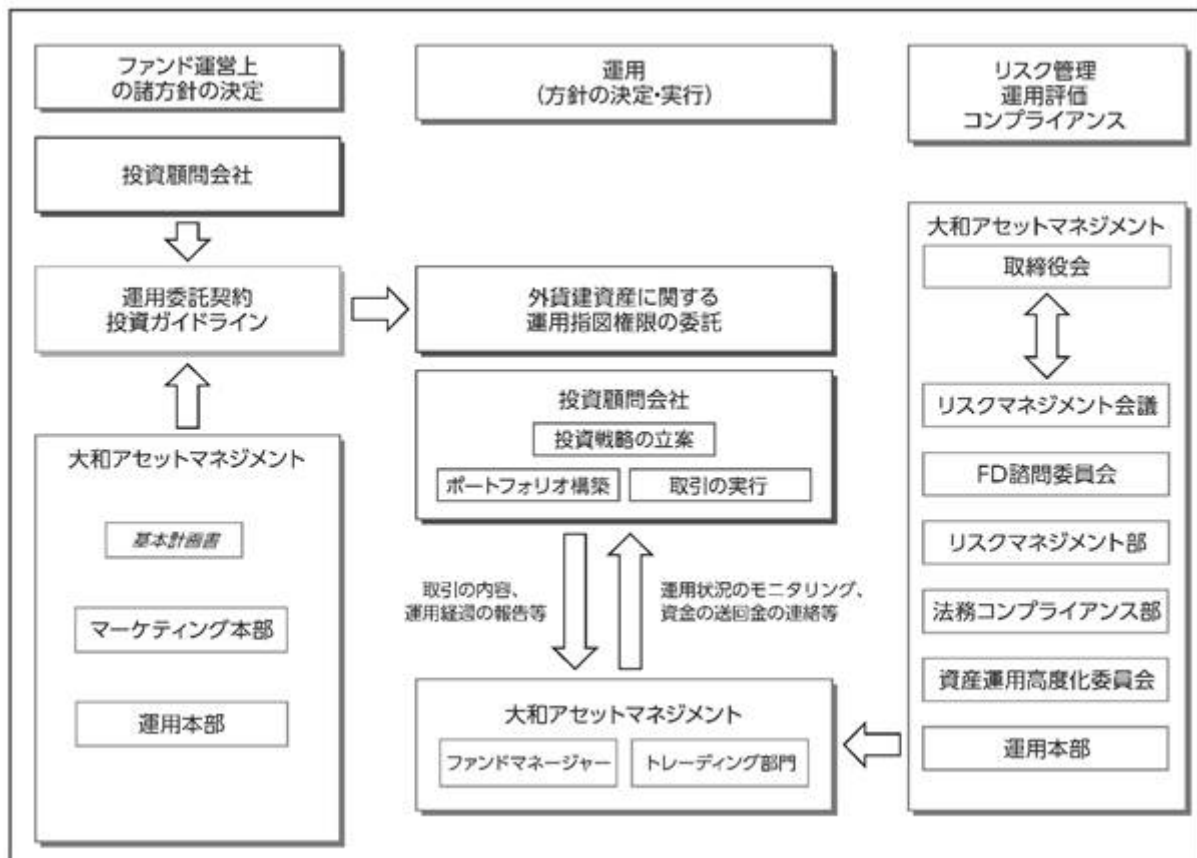 ファンド運営上
の諸方針の決定
投資顧問会社
運用委託契約
投資ガイドライン
大和アセットマネジメント
基本計画書
マーケティング本部
運用本部
運用
(方針の決定・実行)
外貨建資産に関する
運用指図権限の委託
投資顧問会社
投資戦略の立案
ポートフォリオ構築
取引の実行
取引の内容、
運用経過の報告等
運用状況のモニタリング、
資金の送回金の連絡等
大和アセットマネジメント
ファンドマネージャー
トレーディング部門
リスク管理
運用評価
コンプライアンス
大和アセットマネジメント
取締役会
リスクマネジメント会議
FD諮問委員会
リスクマネジメント部
法務コンプライアンス部
資産運用高度化委員会
運用本部